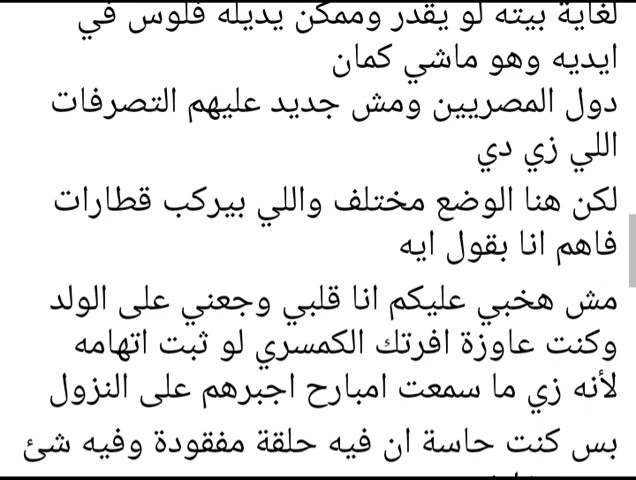 لغاية بيته لو يقدر وممكن يديله فلوس في
ايديه وهو ماشي كمان
دول المصريين ومش جديد عليهم التصرفات
اللي زي دي
لكن هنا الوضع مختلف واللي بيركب قطارات
فاهم انا بقول ايه
مش هخبي عليكم انا قلبي وجعني على الولد
وكنت عاوزة افرتك الكمسري لو ثبت اتهامه
لأنه زي ما سمعت امبارح اجبرهم على النزول
بس كنت حاسة ان فيه حلقة مفقودة وفيه شئ